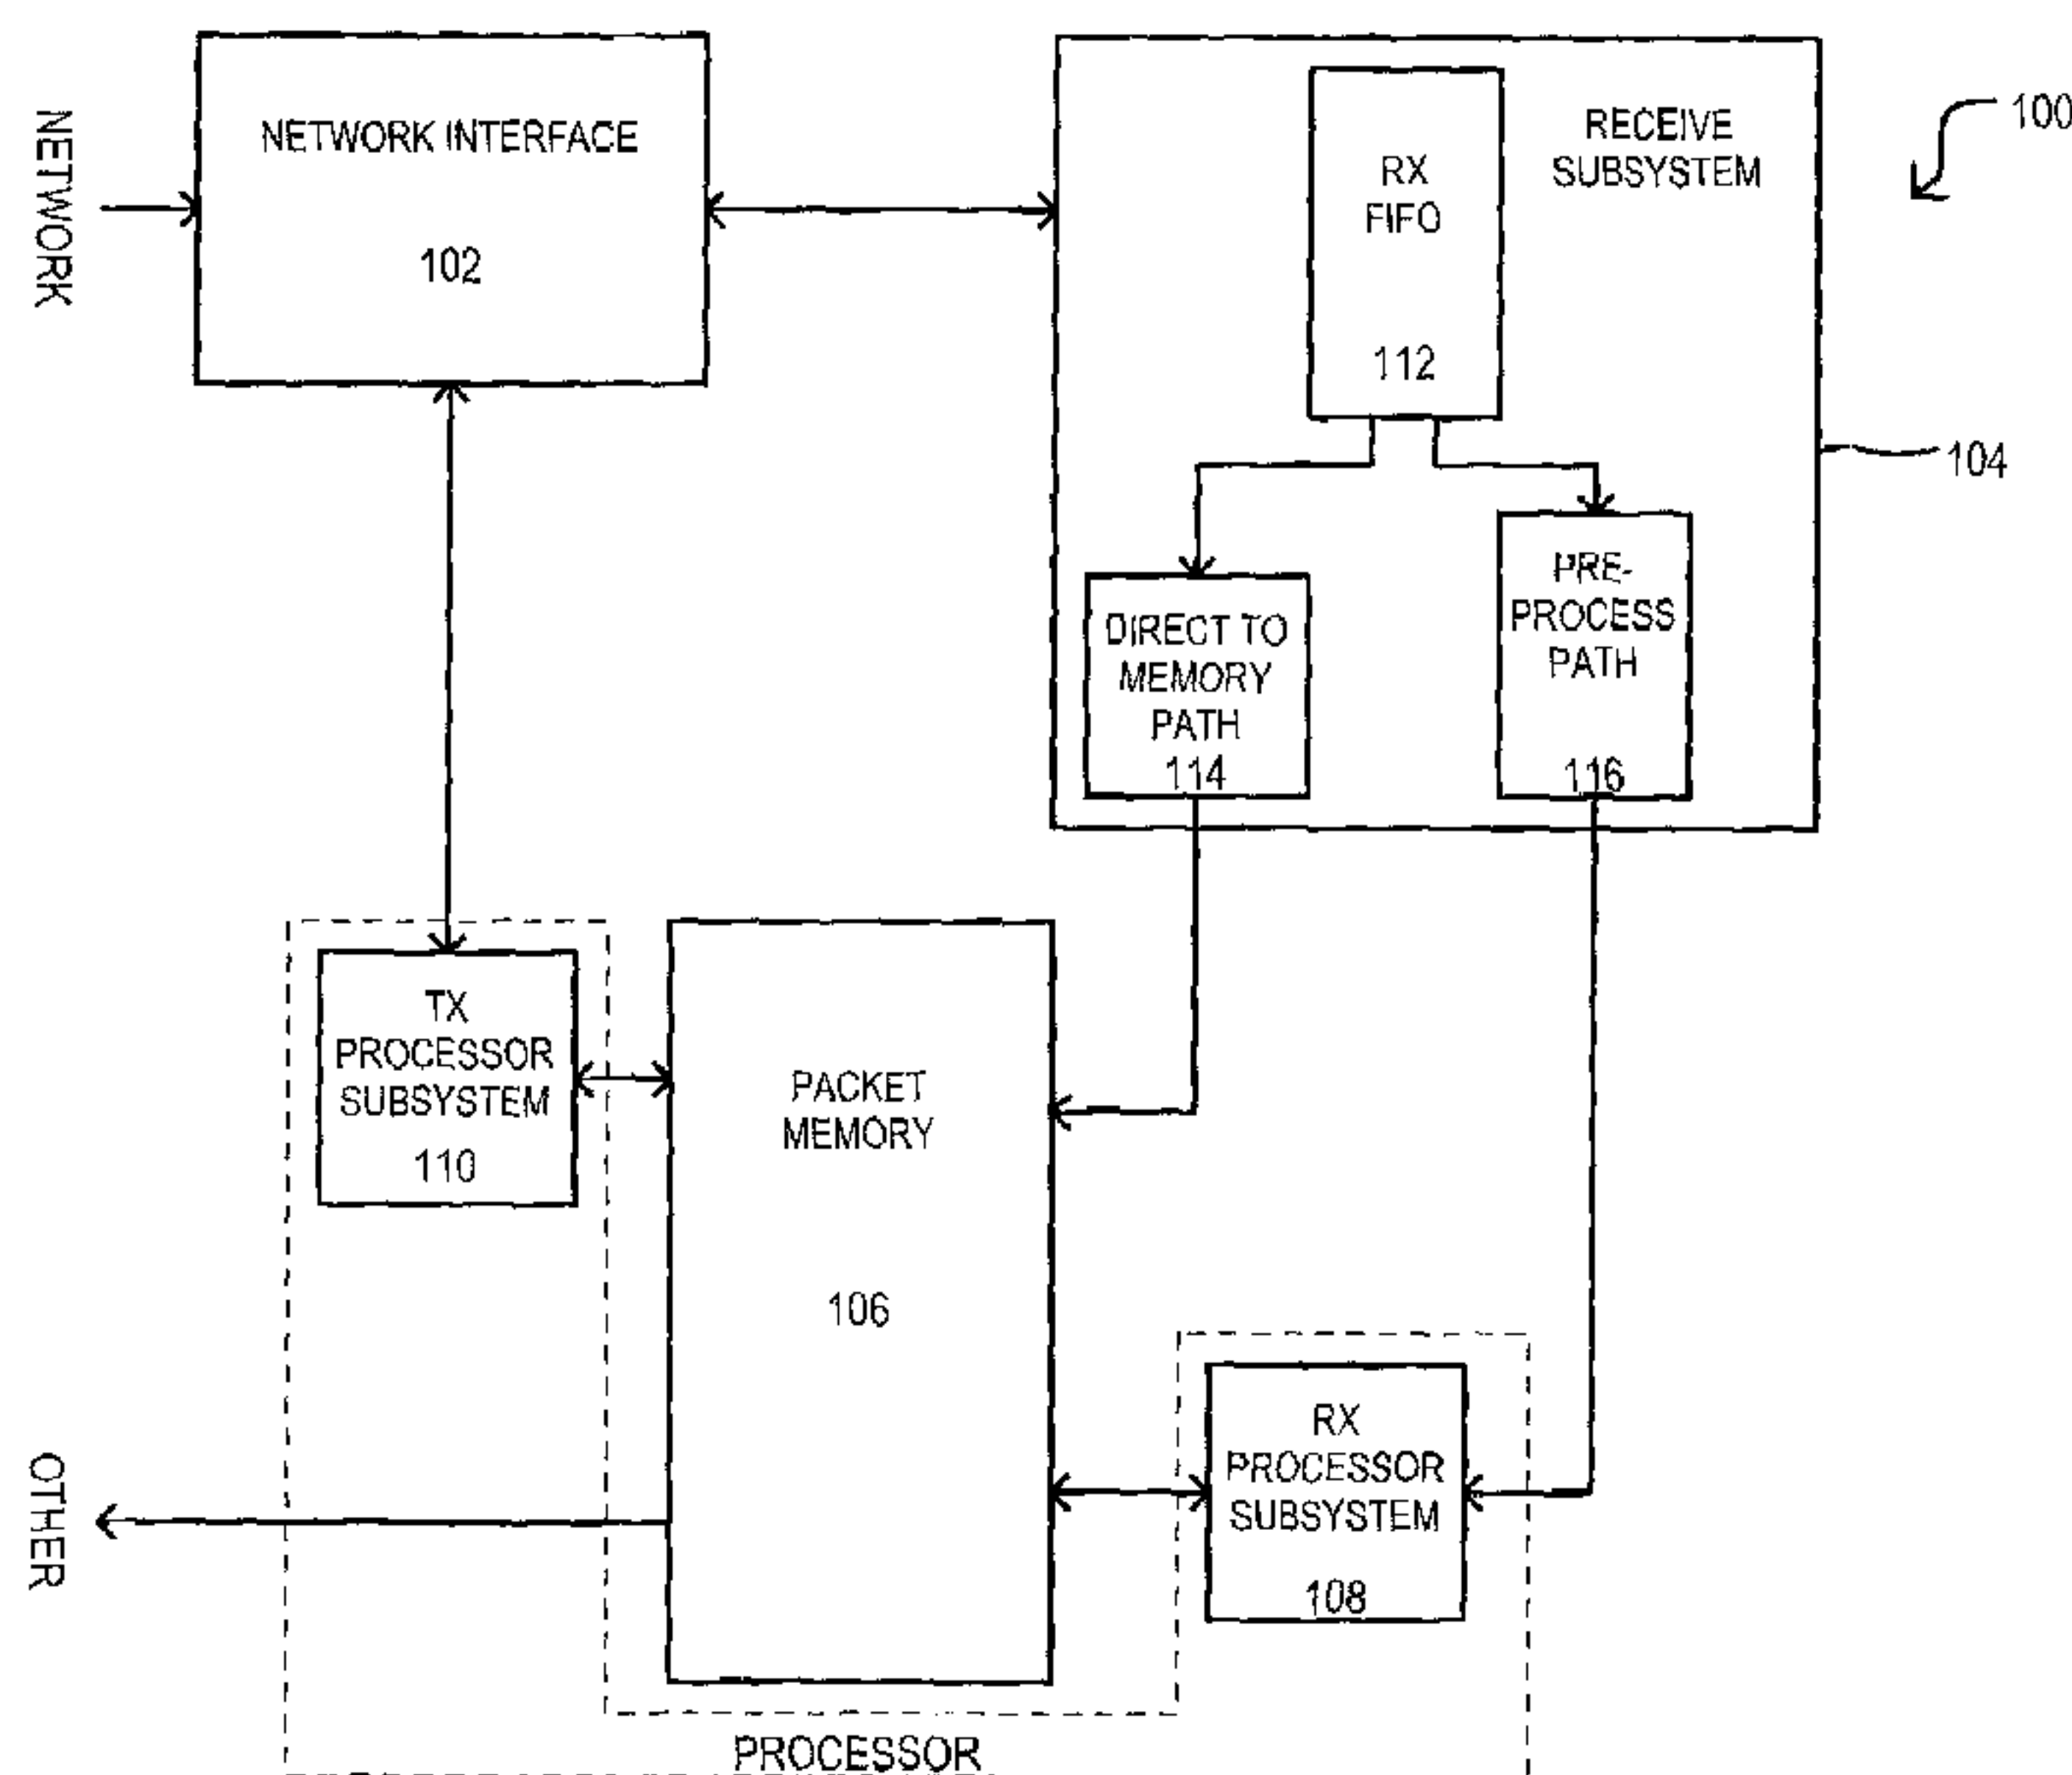 NETWORK
NETWORK INTERFACE
102
RX
FIFO
112
RECEIVE
SUBSYSTEM
100
104
DIRECT TO
MEMORY
PATH
114
PRE-
PROCESS
PATH
116
TX
PROCESSOR
SUBSYSTEM
110
PACKET
MEMORY
106
RX
PROCESSOR
SUBSYSTEM
108
OTHER
PROCESSOR